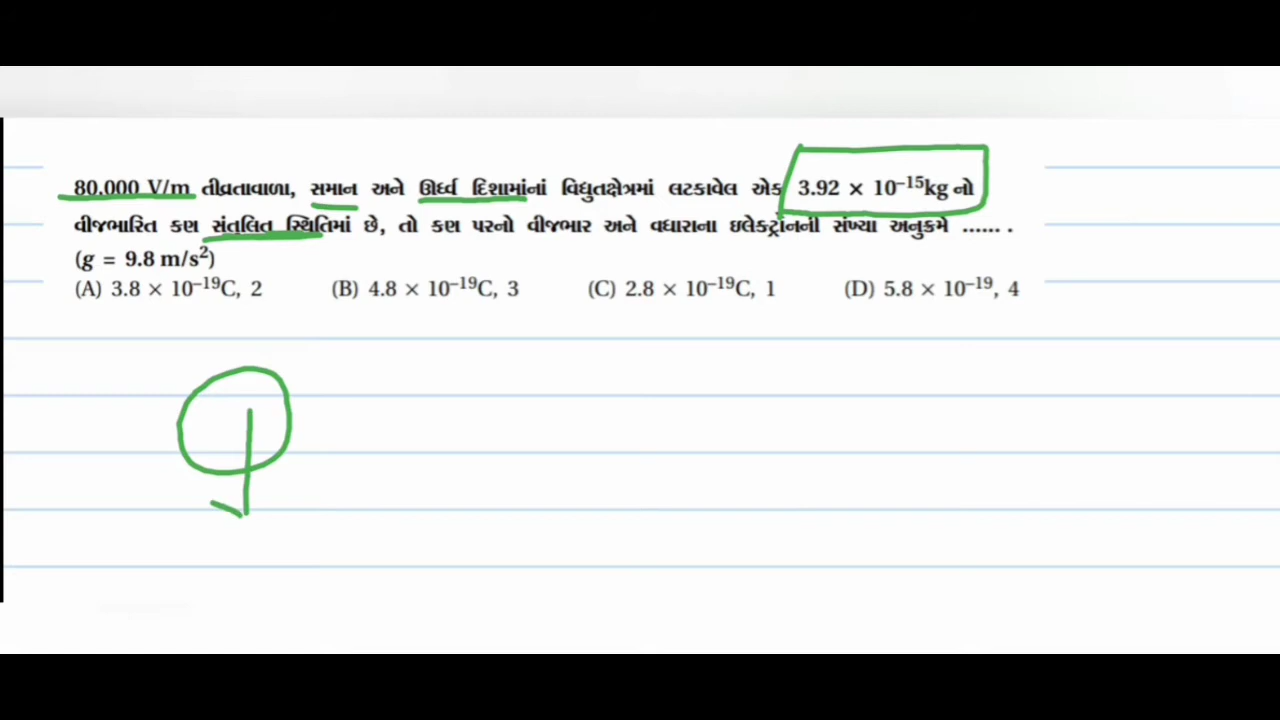 80,000 V/m તીવ્રતાવાળા, સમાન અને ઊર્ધ્વ દિશામાંનાં વિદ્યુતક્ષેત્રમાં લટકાવેલ એક 3.92 × 10⁻¹⁵kg નો
વીજભારિત કણ સંતુલિત સ્થિતિમાં છે, તો કણ પરનો વીજભાર અને વધારાના ઇલેક્ટ્રૉનની સંખ્યા અનુક્રમે ...... .
(g = 9.8 m/s²)
(A) 3.8 × 10⁻¹⁹C, 2 (B) 4.8 × 10⁻¹⁹C, 3 (C) 2.8 × 10⁻¹⁹C, 1 (D) 5.8 × 10⁻¹⁹, 4